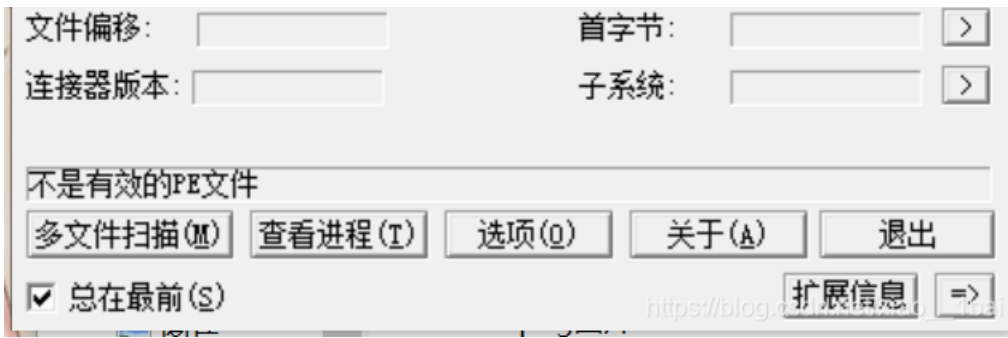 文件偏移: 首字节: >
连接器版本: 子系统: >
不是有效的PE文件
多文件扫描(M) 查看进程(T) 选项(O) 关于(A) 退出
总在最前(S) 扩展信息 =>